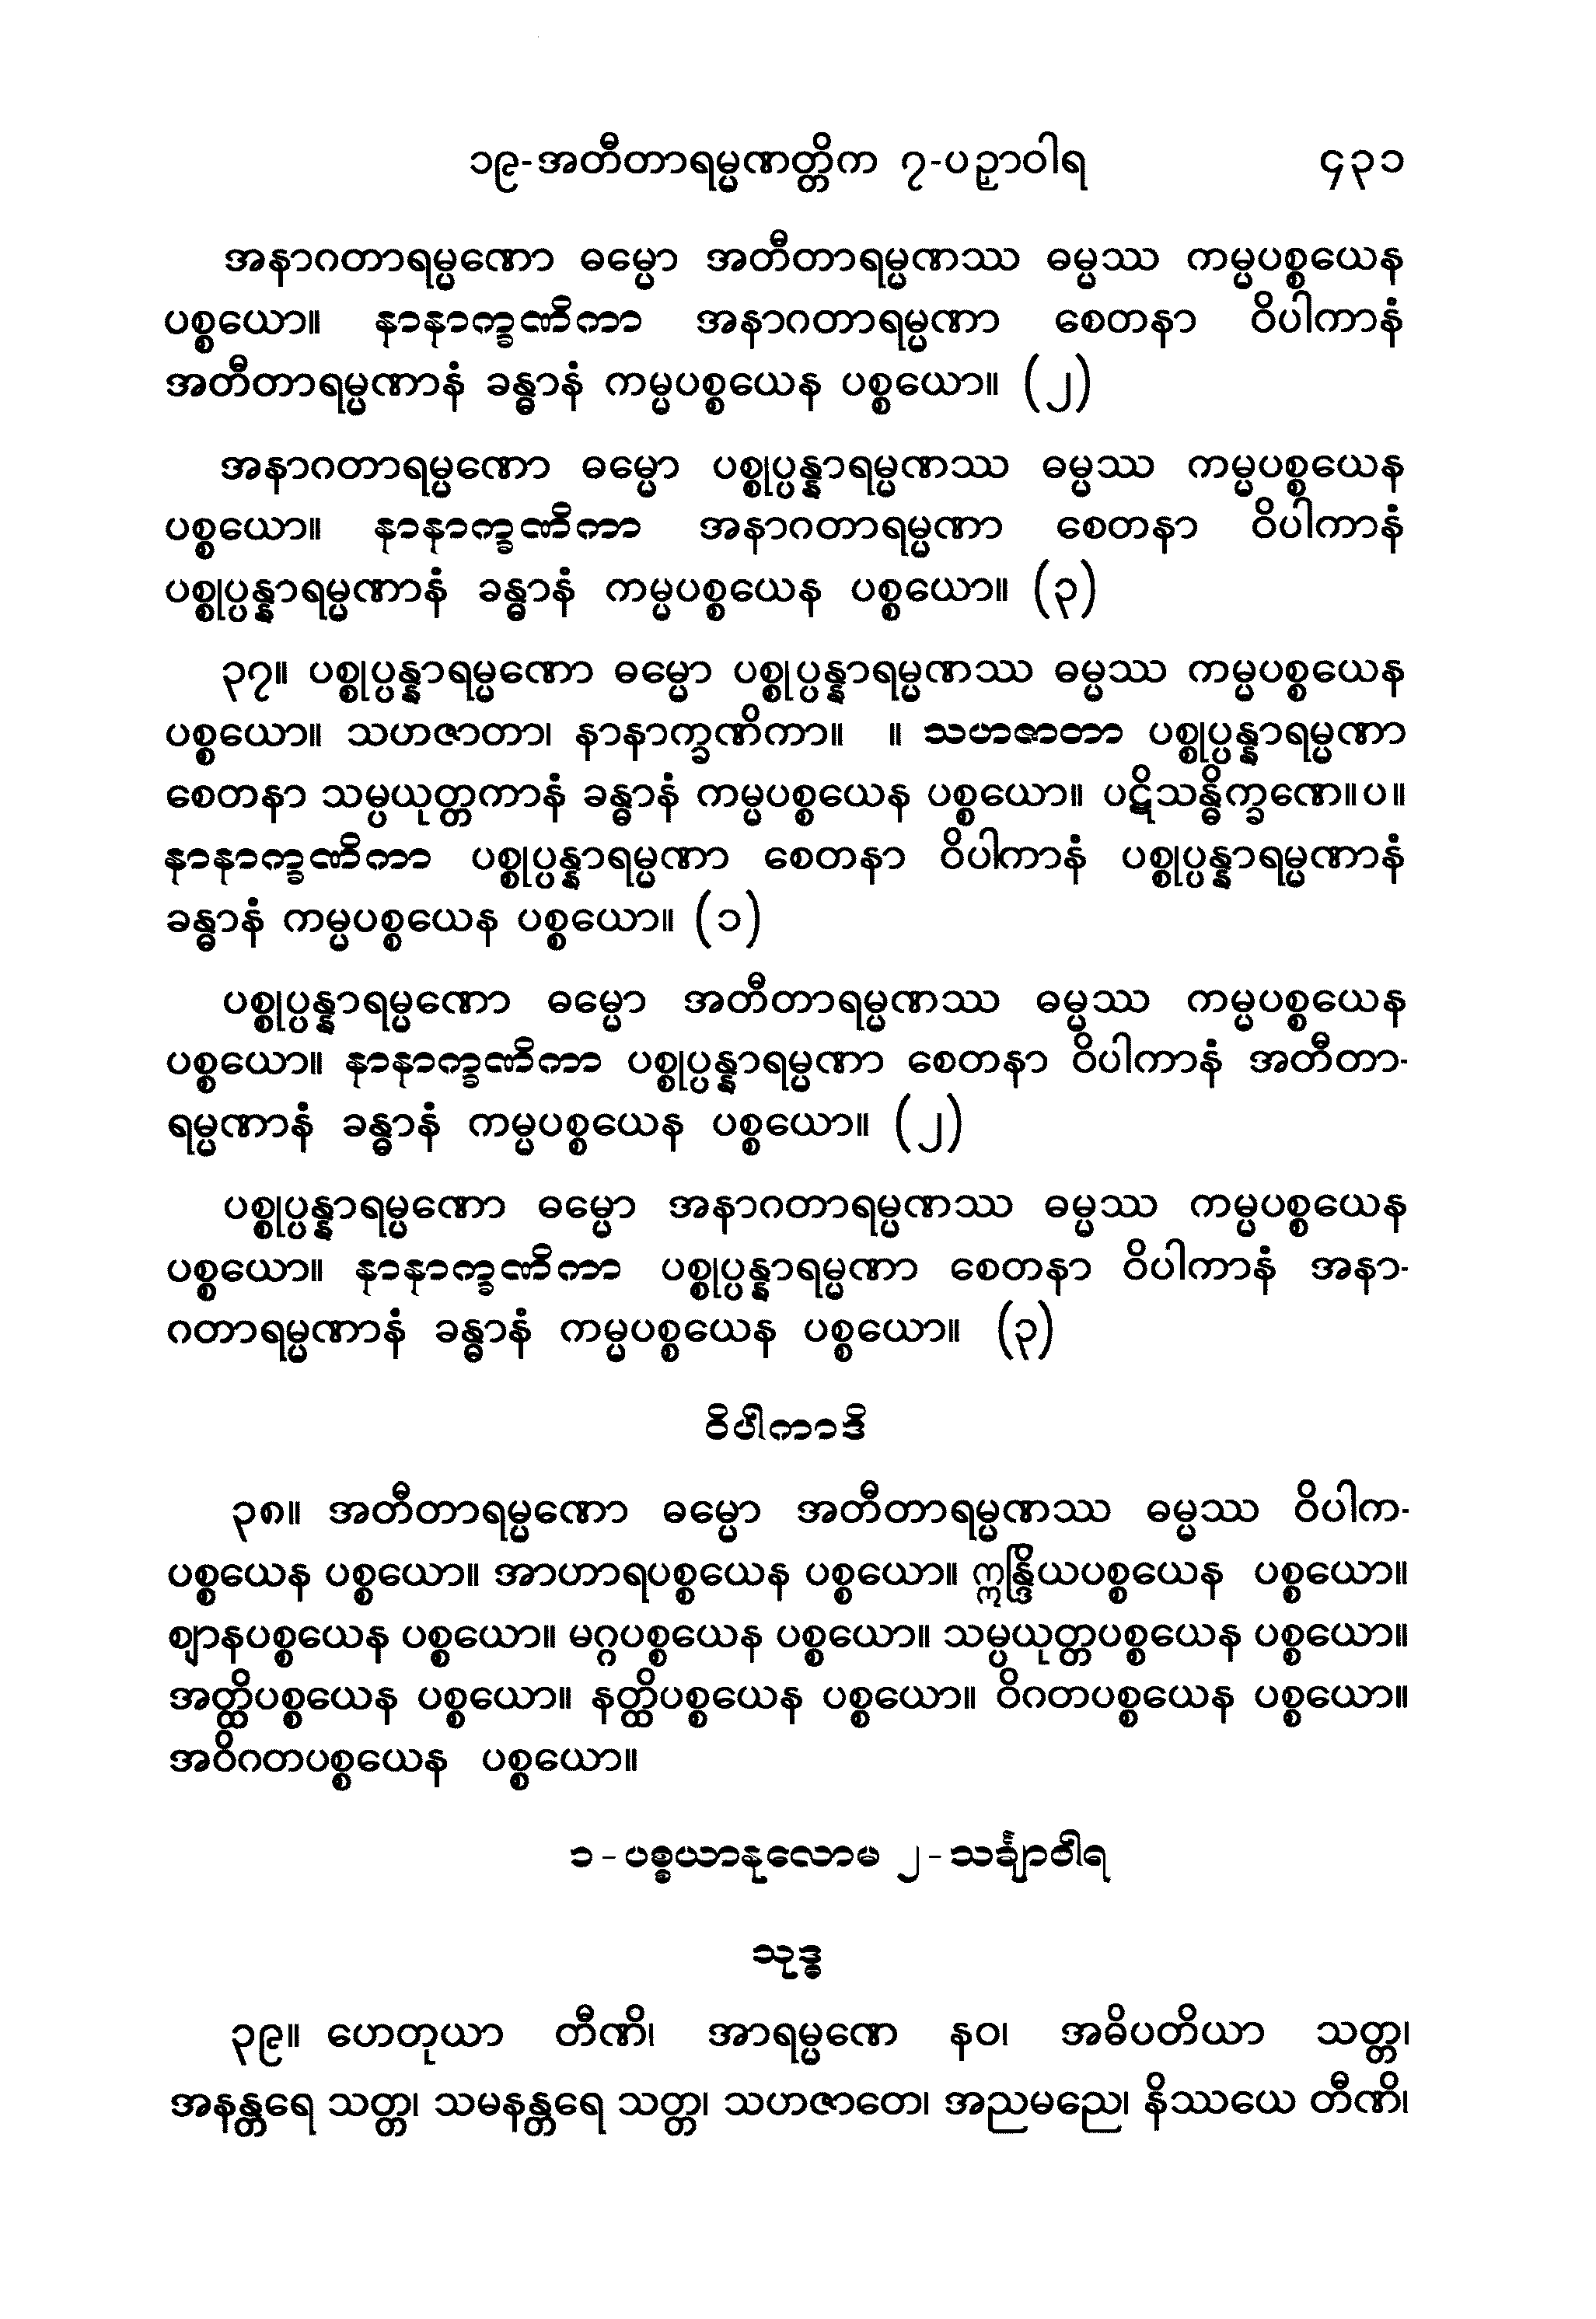 ၁၉-အတီတာရမ္မဏတ္တိက ၇-ပဉှာဝါရ ၄၃၁
အနာဂတာရမ္မဏော ဓမ္မော အတီတာရမ္မဏဿ ဓမ္မဿ ကမ္မပစ္စယေန
ပစ္စယော။ နာနာက္ခဏိကာ အနာဂတာရမ္မဏာ စေတနာ ဝိပါကာနံ
အတီတာရမ္မဏာနံ ခန္ဓာနံ ကမ္မပစ္စယေန ပစ္စယော။ (၂)
အနာဂတာရမ္မဏော ဓမ္မော ပစ္စုပ္ပန္နာရမ္မဏဿ ဓမ္မဿ ကမ္မပစ္စယေန
ပစ္စယော။ နာနာက္ခဏိကာ အနာဂတာရမ္မဏာ စေတနာ ဝိပါကာနံ
ပစ္စုပ္ပန္နာရမ္မဏာနံ ခန္ဓာနံ ကမ္မပစ္စယေန ပစ္စယော။ (၃)
၃၇။ ပစ္စုပ္ပန္နာရမ္မဏော ဓမ္မော ပစ္စုပ္ပန္နာရမ္မဏဿ ဓမ္မဿ ကမ္မပစ္စယေန
ပစ္စယော။ သဟဇာတာ၊ နာနာက္ခဏိကာ။ ။ သဟဇာတာ ပစ္စုပ္ပန္နာရမ္မဏာ
စေတနာ သမ္ပယုတ္တကာနံ ခန္ဓာနံ ကမ္မပစ္စယေန ပစ္စယော။ ပဋိသန္ဓိက္ခဏေ။ပ။
နာနာက္ခဏိကာ ပစ္စုပ္ပန္နာရမ္မဏာ စေတနာ ဝိပါကာနံ ပစ္စုပ္ပန္နာရမ္မဏာနံ
ခန္ဓာနံ ကမ္မပစ္စယေန ပစ္စယော။ (၁)
ပစ္စုပ္ပန္နာရမ္မဏော ဓမ္မော အတီတာရမ္မဏဿ ဓမ္မဿ ကမ္မပစ္စယေန
ပစ္စယော။ နာနာက္ခဏိကာ ပစ္စုပ္ပန္နာရမ္မဏာ စေတနာ ဝိပါကာနံ အတီတာ-
ရမ္မဏာနံ ခန္ဓာနံ ကမ္မပစ္စယေန ပစ္စယော။ (၂)
ပစ္စုပ္ပန္နာရမ္မဏော ဓမ္မော အနာဂတာရမ္မဏဿ ဓမ္မဿ ကမ္မပစ္စယေန
ပစ္စယော။ နာနာက္ခဏိကာ ပစ္စုပ္ပန္နာရမ္မဏာ စေတနာ ဝိပါကာနံ အနာ-
ဂတာရမ္မဏာနံ ခန္ဓာနံ ကမ္မပစ္စယေန ပစ္စယော။ (၃)
ဝိပါကာဒိ
၃၈။ အတီတာရမ္မဏော ဓမ္မော အတီတာရမ္မဏဿ ဓမ္မဿ ဝိပါက-
ပစ္စယေန ပစ္စယော။ အာဟာရပစ္စယေန ပစ္စယော။ ဣန္ဒြိယပစ္စယေန ပစ္စယော။
ဈာနပစ္စယေန ပစ္စယော။ မဂ္ဂပစ္စယေန ပစ္စယော။ သမ္ပယုတ္တပစ္စယေန ပစ္စယော။
အတ္ထိပစ္စယေန ပစ္စယော။ နတ္ထိပစ္စယေန ပစ္စယော။ ဝိဂတပစ္စယေန ပစ္စယော။
အဝိဂတပစ္စယေန ပစ္စယော။
၁-ပစ္စယာနုလောမ ၂-သင်္ချာဝါရ
သုဒ္ဓ
၃၉။ ဟေတုယာ တီဏိ၊ အာရမ္မဏေ နဝ၊ အဓိပတိယာ သတ္တ၊
အနန္တရေ သတ္တ၊ သမနန္တရေ သတ္တ၊ သဟဇာတေ၊ အညမညေ၊ နိဿယေ တီဏိ၊